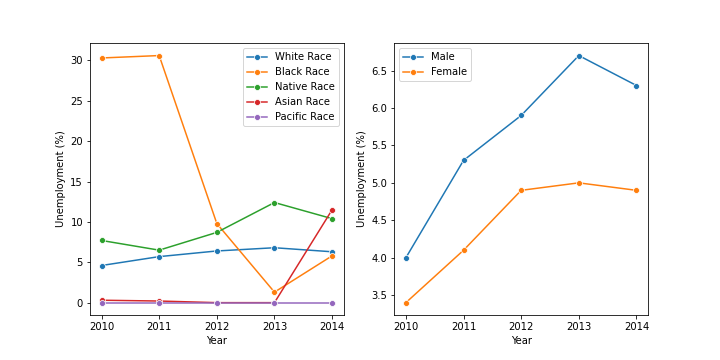 White Race
Black Race
Native Race
Asian Race
Pacific Race
Unemployment (%)
30
25
20
15
10
5
0
2010 2011 2012 2013 2014
Year
Male
Female
Unemployment (%)
6.5
6.0
5.5
5.0
4.5
4.0
3.5
2010 2011 2012 2013 2014
Year